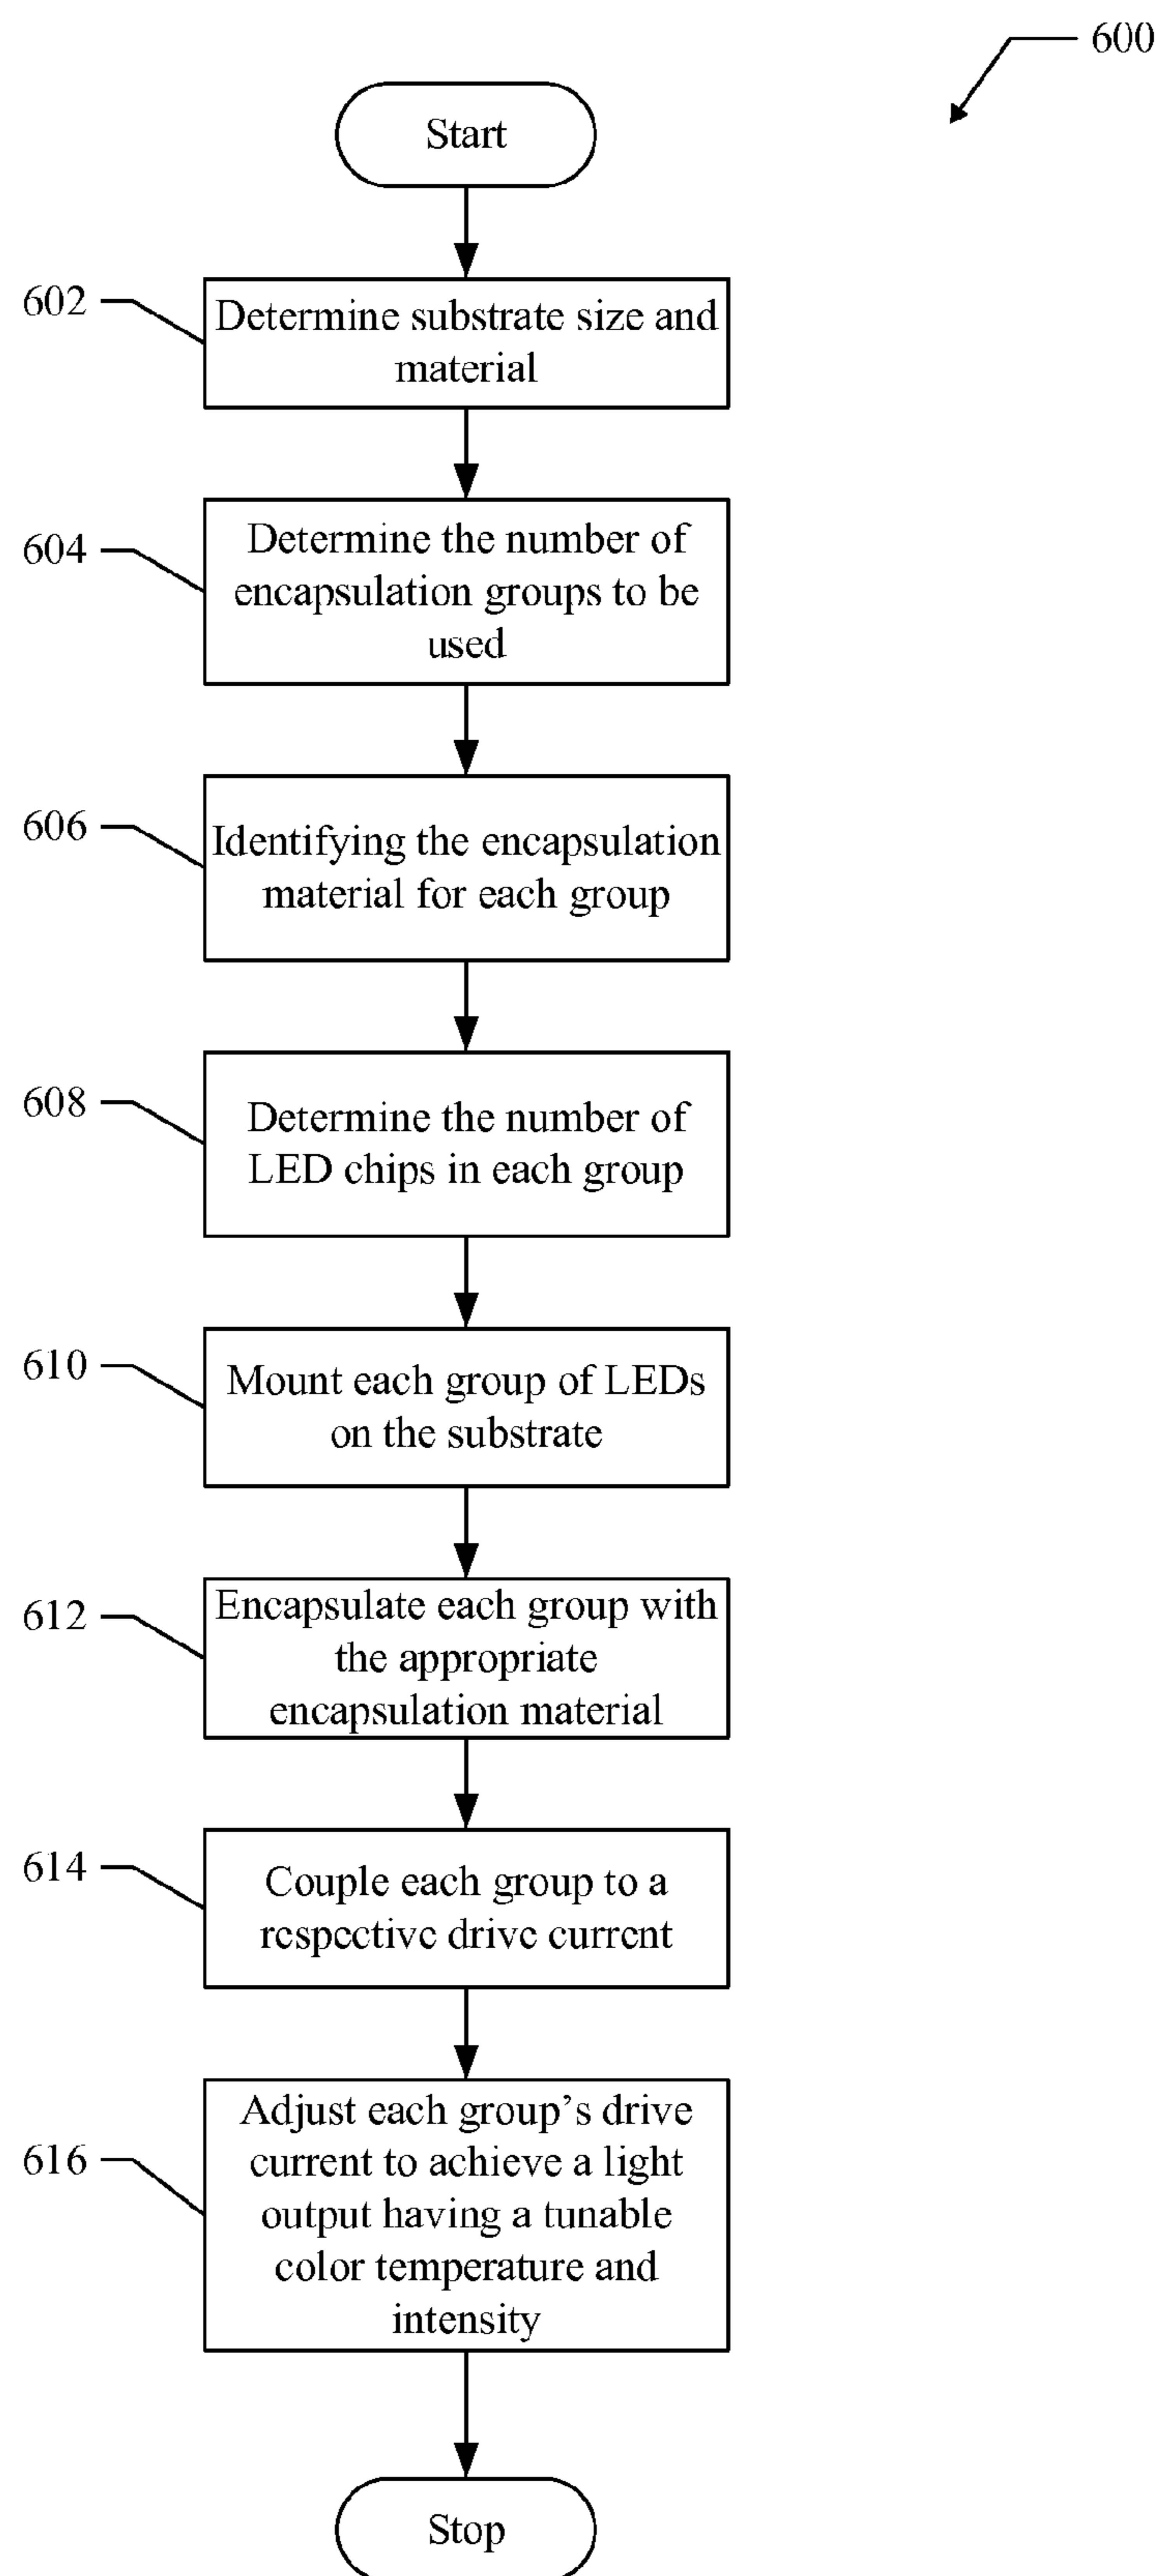 600
Start
602
Determine substrate size and
material
604
Determine the number of
encapsulation groups to be
used
606
Identifying the encapsulation
material for each group
608
Determine the number of
LED chips in each group
610
Mount each group of LEDs
on the substrate
612
Encapsulate each group with
the appropriate
encapsulation material
614
Couple each group to a
respective drive current
616
Adjust each group’s drive
current to achieve a light
output having a tunable
color temperature and
intensity
Stop